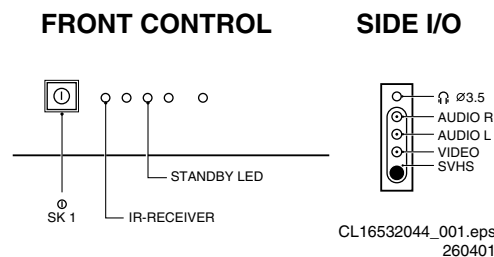 FRONT CONTROL
SIDE I/O
ø3.5
AUDIO R
AUDIO L
VIDEO
SVHS
STANDBY LED
SK 1
IR-RECEIVER
CL16532044_001.eps
260401